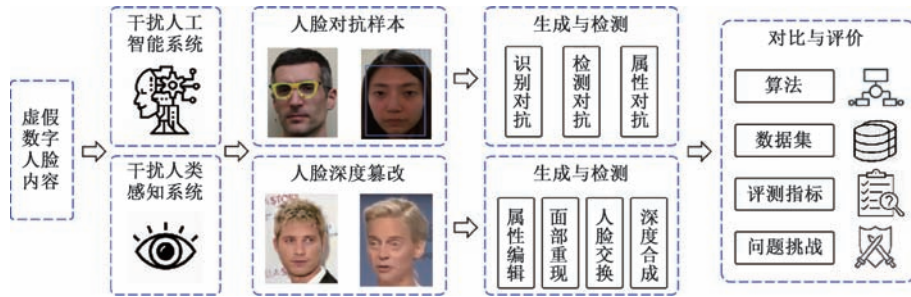 虚假
数字
人脸
内容
干扰人工
智能系统
干扰人类
感知系统
人脸对抗样本
人脸深度篡改
生成与检测
识别对抗
检测对抗
属性对抗
生成与检测
属性编辑
面部重现
人脸交换
深度合成
对比与评价
算法
数据集
评测指标
问题挑战